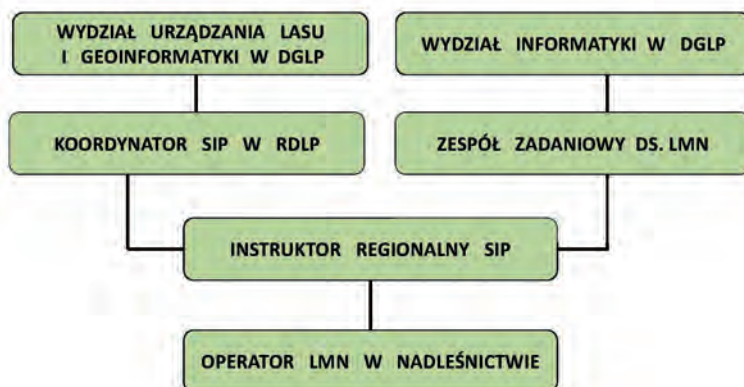 WYDZIAŁ URZĄDZANIA LASU
I GEOINFORMATYKI W DGLP
WYDZIAŁ INFORMATYKI W DGLP
KOORDYNATOR SIP W RDLP
ZESPÓŁ ZADANIOWY DS. LMN
INSTRUKTOR REGIONALNY SIP
OPERATOR LMN W NADLEŚNICTWIE